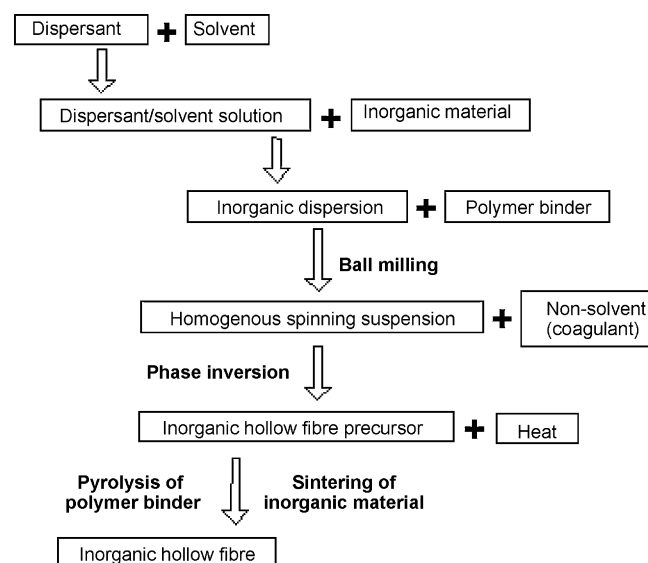 Dispersant + Solvent
Dispersant/solvent solution + Inorganic material
Inorganic dispersion + Polymer binder
Ball milling
Homogenous spinning suspension + Non-solvent
(coagulant)
Phase inversion
Inorganic hollow fibre precursor + Heat
Pyrolysis of
polymer binder
Sintering of
inorganic material
Inorganic hollow fibre